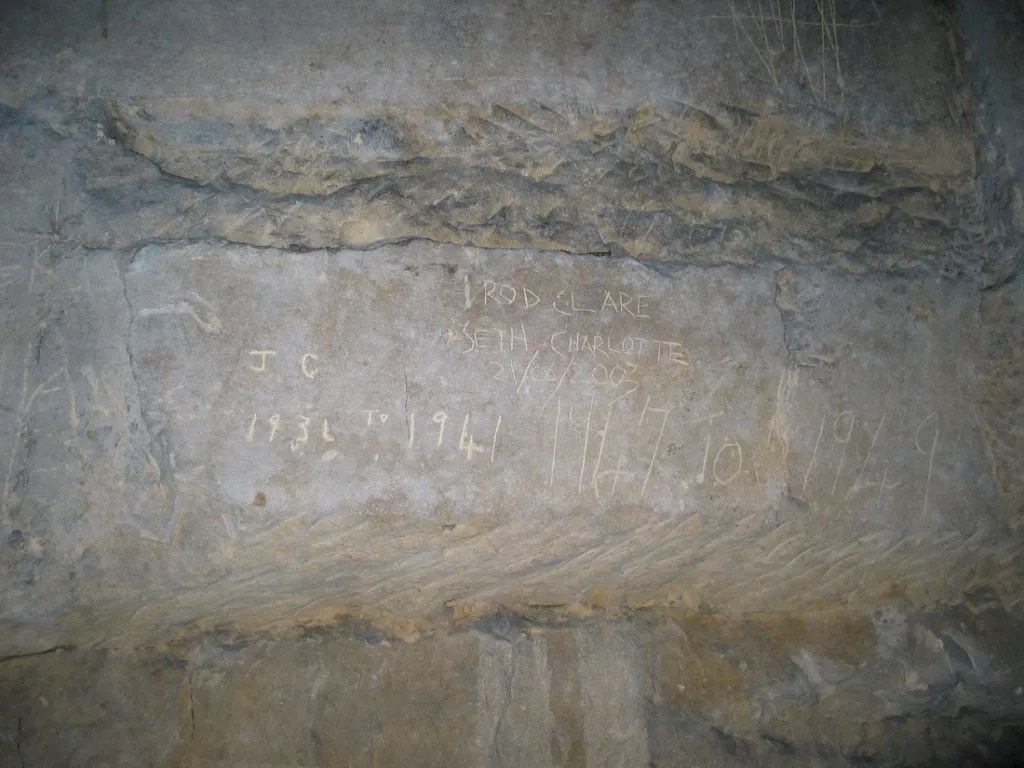 ROD CLARE
SETH CHARLOTTE
21/06/2003
J C
1936 TO 1941
1947 TO 1949